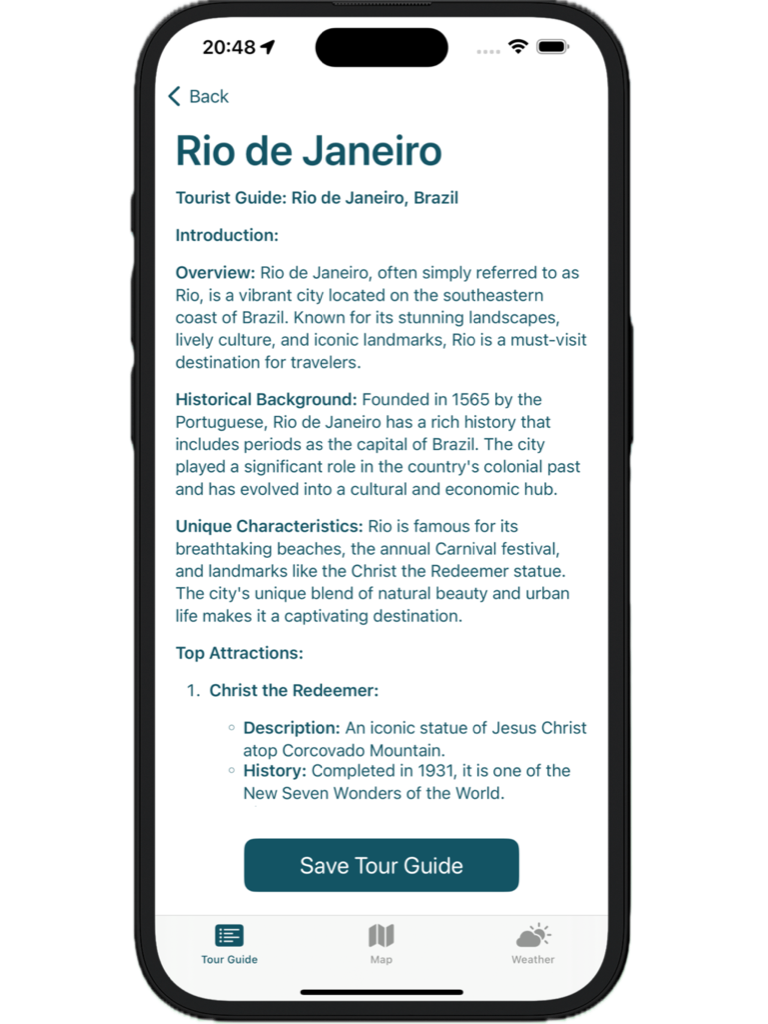 20:48
Back
Rio de Janeiro
Tourist Guide: Rio de Janeiro, Brazil
Introduction:
Overview: Rio de Janeiro, often simply referred to as
Rio, is a vibrant city located on the southeastern
coast of Brazil. Known for its stunning landscapes,
lively culture, and iconic landmarks, Rio is a must-visit
destination for travelers.
Historical Background: Founded in 1565 by the
Portuguese, Rio de Janeiro has a rich history that
includes periods as the capital of Brazil. The city
played a significant role in the country's colonial past
and has evolved into a cultural and economic hub.
Unique Characteristics: Rio is famous for its
breathtaking beaches, the annual Carnival festival,
and landmarks like the Christ the Redeemer statue.
The city's unique blend of natural beauty and urban
life makes it a captivating destination.
Top Attractions:
1. Christ the Redeemer:
◦ Description: An iconic statue of Jesus Christ
atop Corcovado Mountain.
◦ History: Completed in 1931, it is one of the
New Seven Wonders of the World.
Save Tour Guide
Tour Guide
Map
Weather